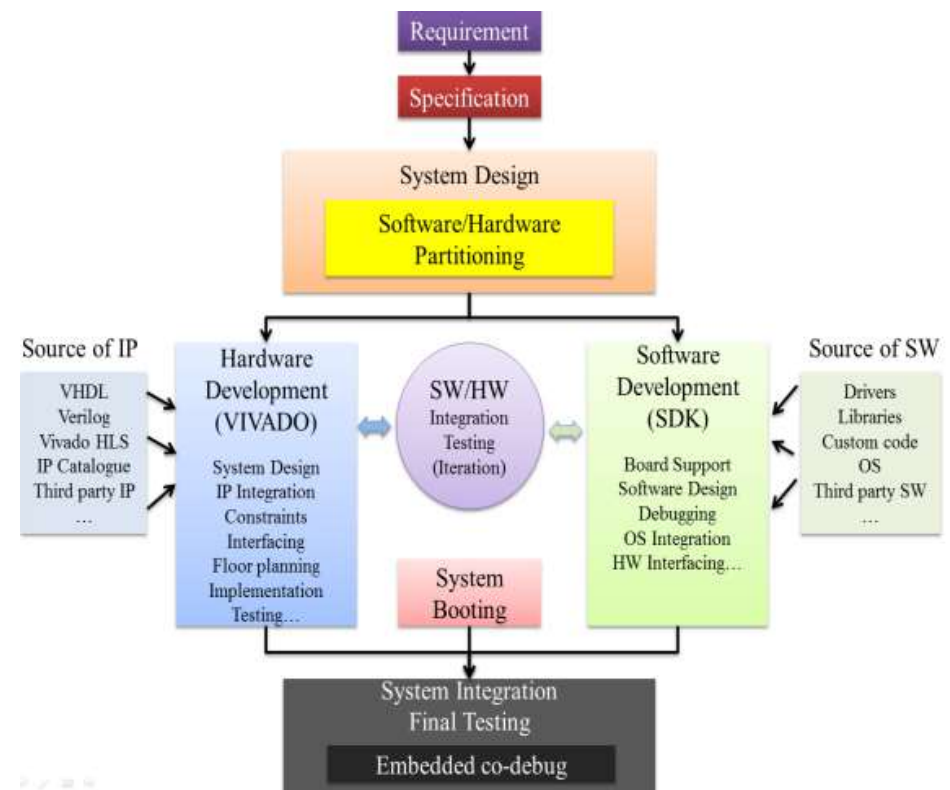 Requirement
Specification
System Design
Software/Hardware
Partitioning
Source of IP
VHDL
Verilog
Vivado HLS
IP Catalogue
Third party IP
…
Hardware
Development
(VIVADO)
System Design
IP Integration
Constraints
Interfacing
Floor planning
Implementation
Testing…
SW/HW
Integration
Testing
(Iteration)
Software
Development
(SDK)
Board Support
Software Design
Debugging
OS Integration
HW Interfacing…
Source of SW
Drivers
Libraries
Custom code
OS
Third party SW
…
System
Booting
System Integration
Final Testing
Embedded co-debug